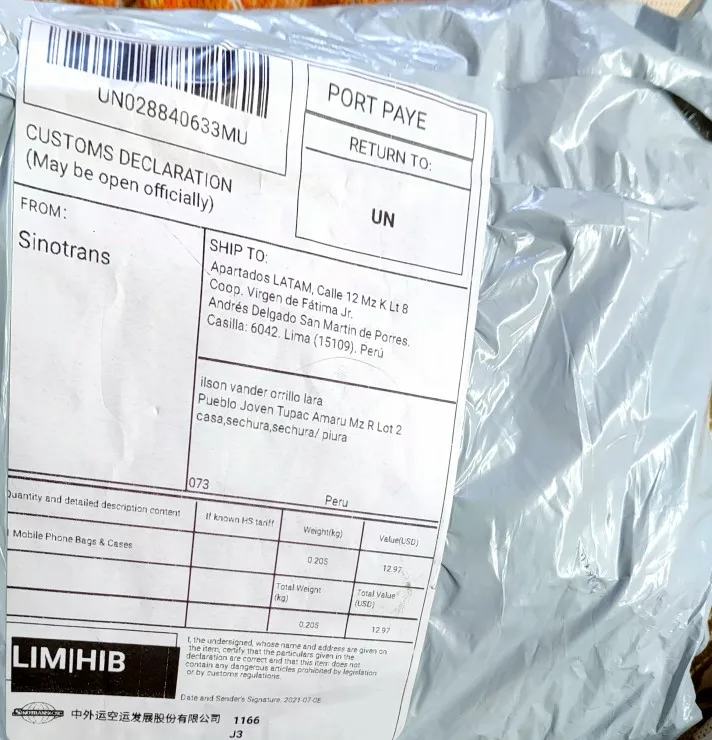 UN028840633MU
CUSTOMS DECLARATION
(May be open officially)
PORT PAYE
RETURN TO:
UN
FROM:
Sinotrans
SHIP TO:
Apartados LATAM, Calle 12 Mz K Lt 8
Coop. Virgen de Fátima Jr.
Andrés Delgado San Martin de Porres.
Casilla: 6042. Lima (15109). Perú
ilson vander orrillo lara
Pueblo Joven Tupac Amaru Mz R Lot 2
casa,sechura,sechura/ piura
073
Peru
Quantity and detailed description content
If known HS tariff
Weight(kg)
Value(USD)
1 Mobile Phone Bags & Cases
0.205
12.97
Total Weight
(kg)
Total Value
(USD)
0.205
12.97
LIM|HIB
I, the undersigned, whose name and address are given on
the item, certify that the particulars given in the
declaration are correct and that this item does not
contain any dangerous articles prohibited by legislation
or by customs regulations.
Date and Sender's Signature. 2021-07-08
中外运空运发展股份有限公司
1166
J3